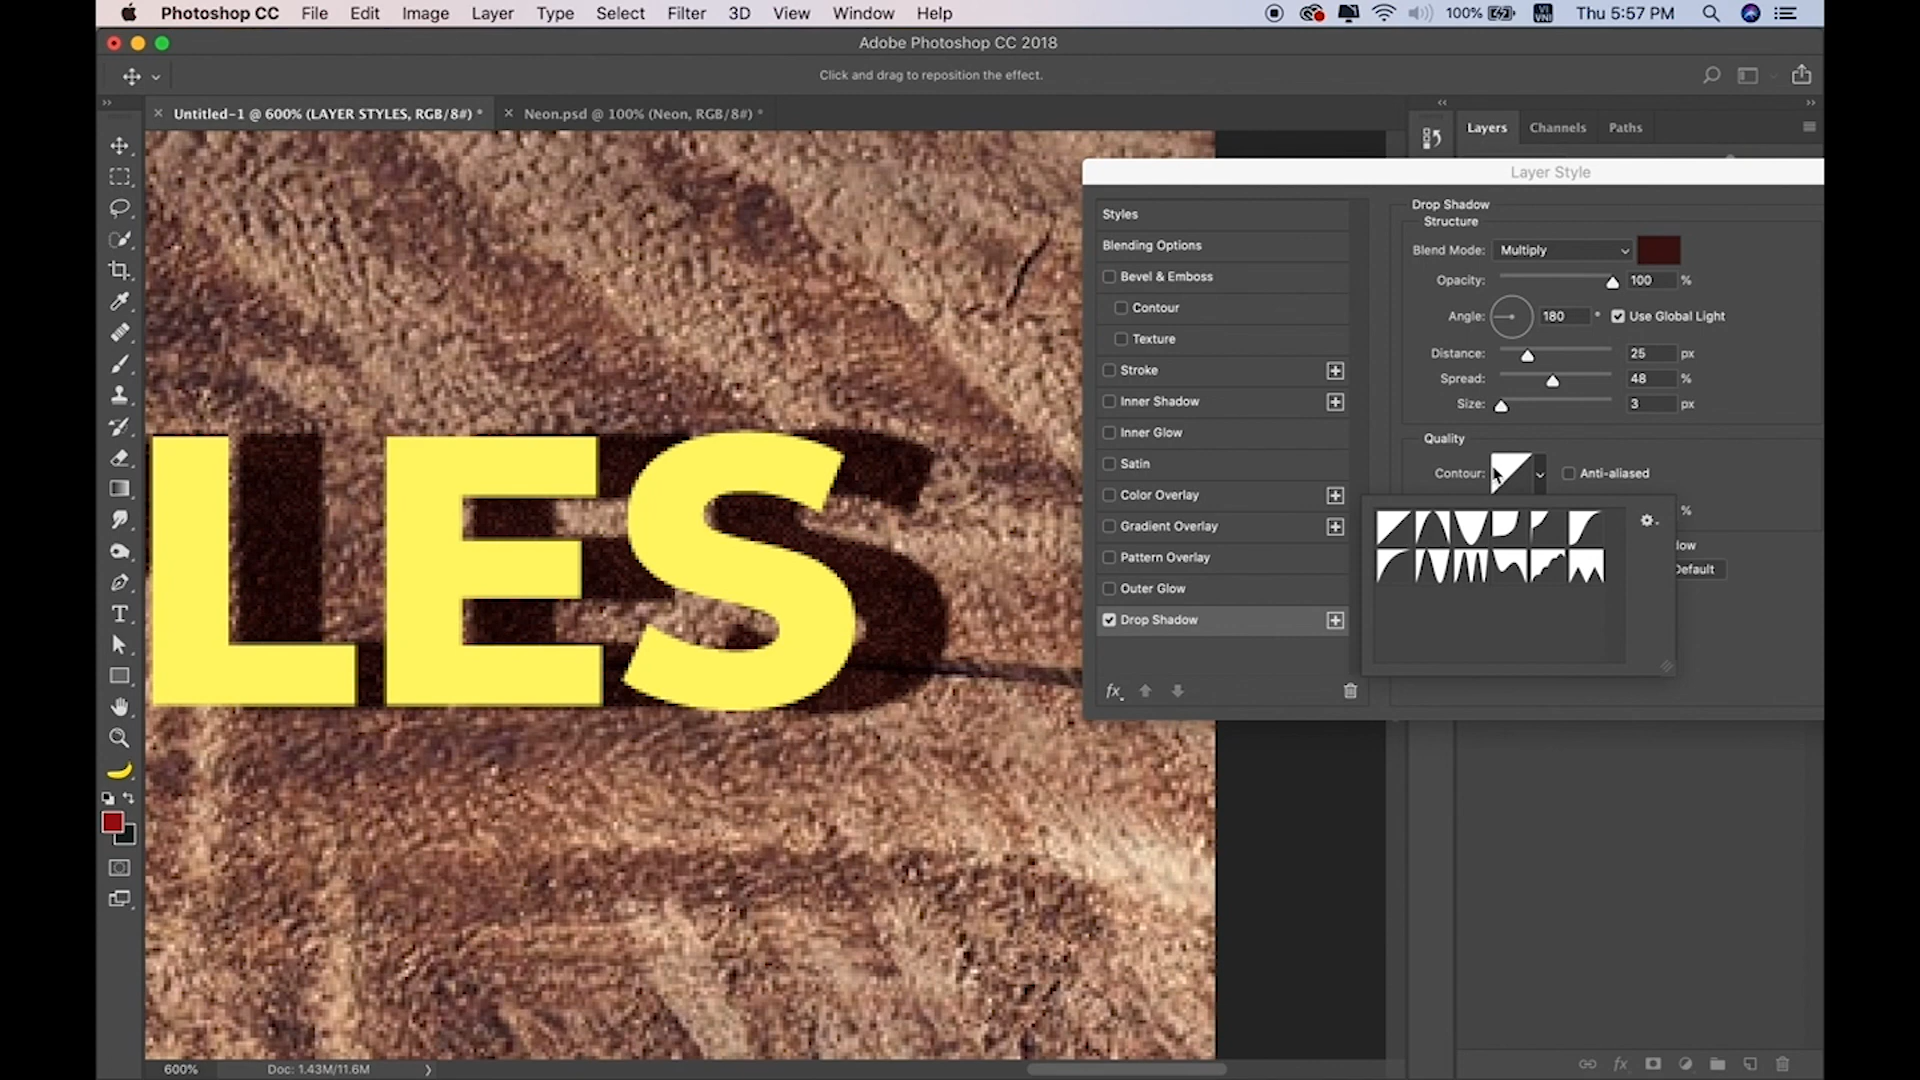 Photoshop CC File Edit Image Layer Type Select Filter 3D View Window Help 100% VI VNI Thu 5:57 PM
Adobe Photoshop CC 2018
Click and drag to reposition the effect.
Untitled-1 @ 600% (LAYER STYLES, RGB/8#) * Neon.psd @ 100% (Neon, RGB/8#) *
Layers Channels Paths
Layer Style
Styles
Blending Options
Bevel & Emboss
Contour
Texture
Stroke
Inner Shadow
Inner Glow
Satin
Color Overlay
Gradient Overlay
Pattern Overlay
Outer Glow
Drop Shadow
fx
Drop Shadow
Structure
Blend Mode: Multiply
Opacity: 100 %
Angle: 180 ° Use Global Light
Distance: 25 px
Spread: 48 %
Size: 3 px
Quality
Contour: Anti-aliased
%
dow
Default
LES
T
600% Doc: 1.43M/11.6M
fx